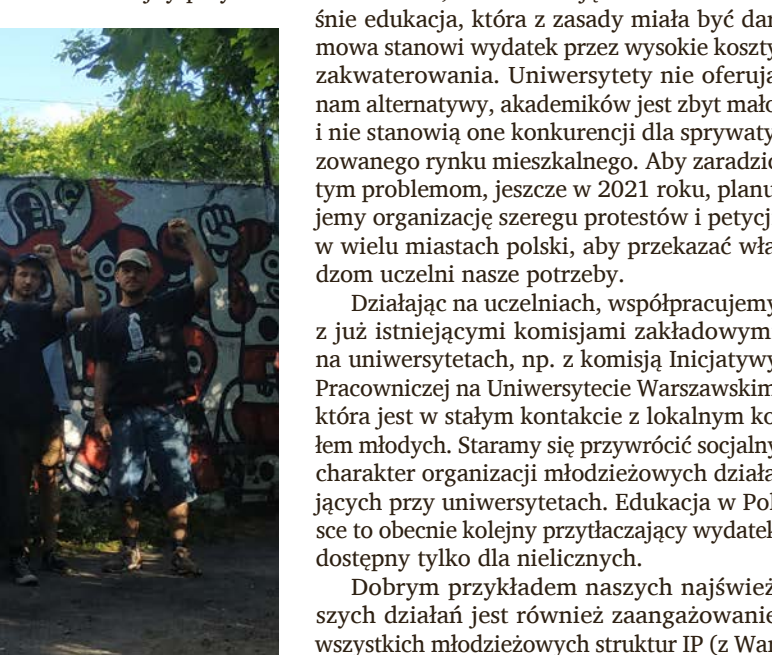 śnie edukacja, która z zasady miała być dar
mowa stanowi wydatek przez wysokie koszty
zakwaterowania. Uniwersytety nie oferują
nam alternatywy, akademików jest zbyt mało
i nie stanowią one konkurencji dla sprywaty
zowanego rynku mieszkalnego. Aby zaradzić
tym problemom, jeszcze w 2021 roku, planu
jemy organizację szeregu protestów i petycji
w wielu miastach polski, aby przekazać wła
dzom uczelni nasze potrzeby.
Działając na uczelniach, współpracujemy
z już istniejącymi komisjami zakładowym
na uniwersytetach, np. z komisją Inicjatywy
Pracowniczej na Uniwersytecie Warszawskim
która jest w stałym kontakcie z lokalnym ko
łem młodych. Staramy się przywrócić socjalny
charakter organizacji młodzieżowych działa
jących przy uniwersytetach. Edukacja w Pol
sce to obecnie kolejny przytłaczający wydatek
dostępny tylko dla nielicznych.
Dobrym przykładem naszych najśwież
szych działań jest również zaangażowanie
wszystkich młodzieżowych struktur IP (z War